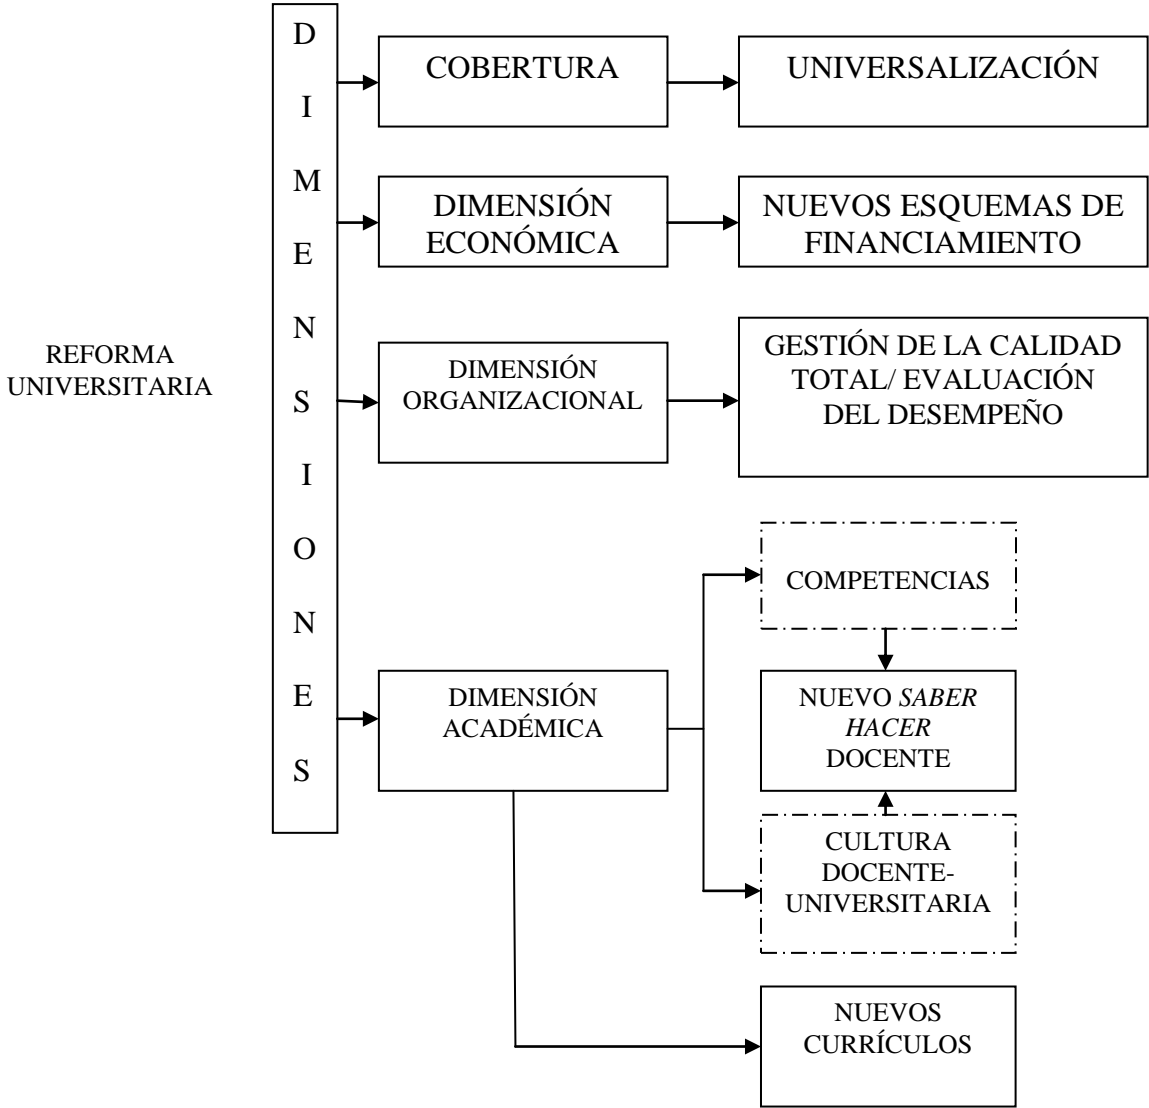 REFORMA
UNIVERSITARIA
D
I
M
E
N
S
I
O
N
E
S
COBERTURA
UNIVERSALIZACIÓN
DIMENSIÓN
ECONÓMICA
NUEVOS ESQUEMAS DE
FINANCIAMIENTO
DIMENSIÓN
ORGANIZACIONAL
GESTIÓN DE LA CALIDAD
TOTAL/ EVALUACIÓN
DEL DESEMPEÑO
DIMENSIÓN
ACADÉMICA
COMPETENCIAS
NUEVO SABER
HACER
DOCENTE
CULTURA
DOCENTE-
UNIVERSITARIA
NUEVOS
CURRÍCULOS